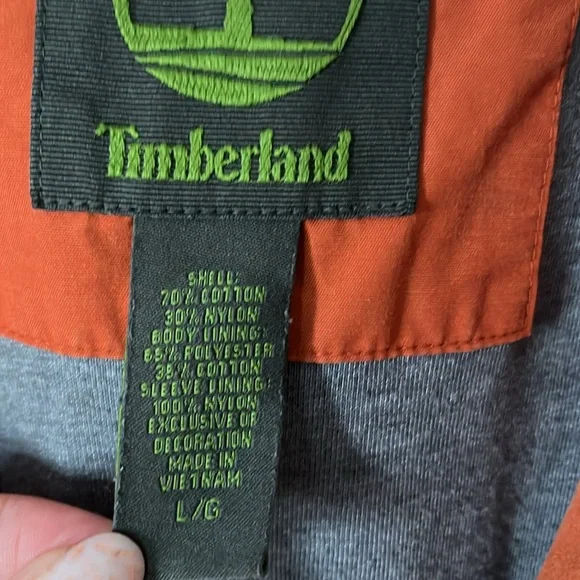 Timberland
SHELL:
70% COTTON
30% NYLON
BODY LINING:
65% POLYESTER
35% COTTON
SLEEVE LINING:
100% NYLON
EXCLUSIVE OF
DECORATION
MADE IN
VIETNAM
L/G